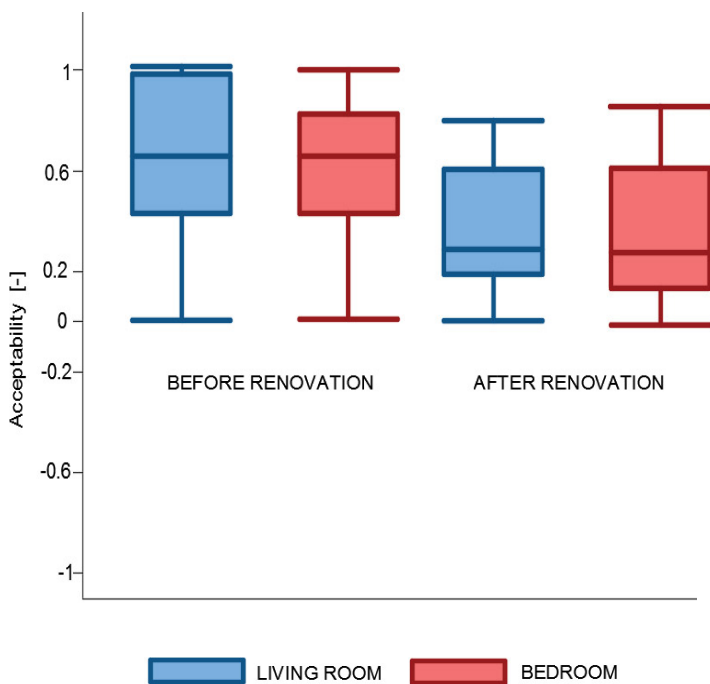 1
0.6
0.2
0
-0.2
-0.6
-1
Acceptability [-]
BEFORE RENOVATION
AFTER RENOVATION
LIVING ROOM
BEDROOM